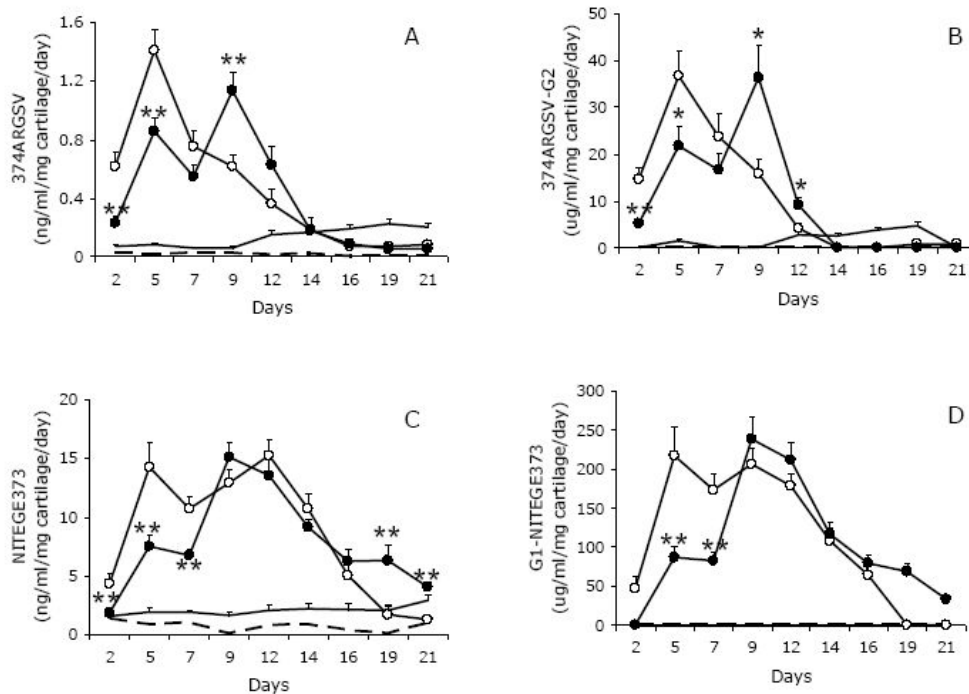 A
374ARGSV
(ng/ml/mg cartilage/day)
1.6
1.2
0.8
0.4
0
**
**
**
2 5 7 9 12 14 16 19 21
Days
B
374ARGSV-G2
(ug/ml/mg cartilage/day)
50
40
30
20
10
0
*
*
**
*
2 5 7 9 12 14 16 19 21
Days
C
NITEGE373
(ng/ml/mg cartilage/day)
20
15
10
5
0
**
**
**
**
**
2 5 7 9 12 14 16 19 21
Days
D
G1-NITEGE373
(ug/ml/mg cartilage/day)
300
250
200
150
100
50
0
**
**
2 5 7 9 12 14 16 19 21
Days